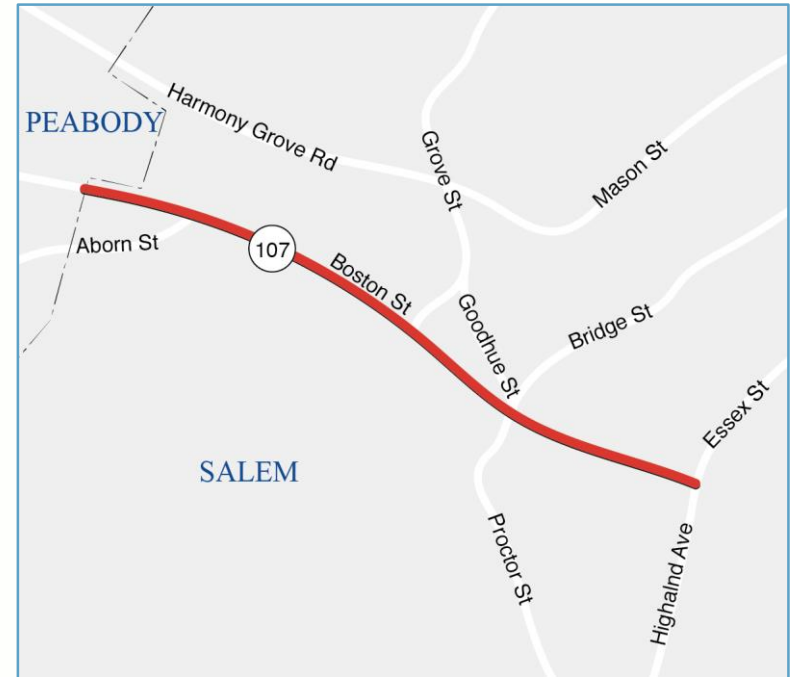 Harmony Grove Rd
PEABODY
Grove St
Mason St
Aborn St
107
Boston St
Goodhue St
Bridge St
Essex St
SALEM
Proctor St
Highalnd Ave